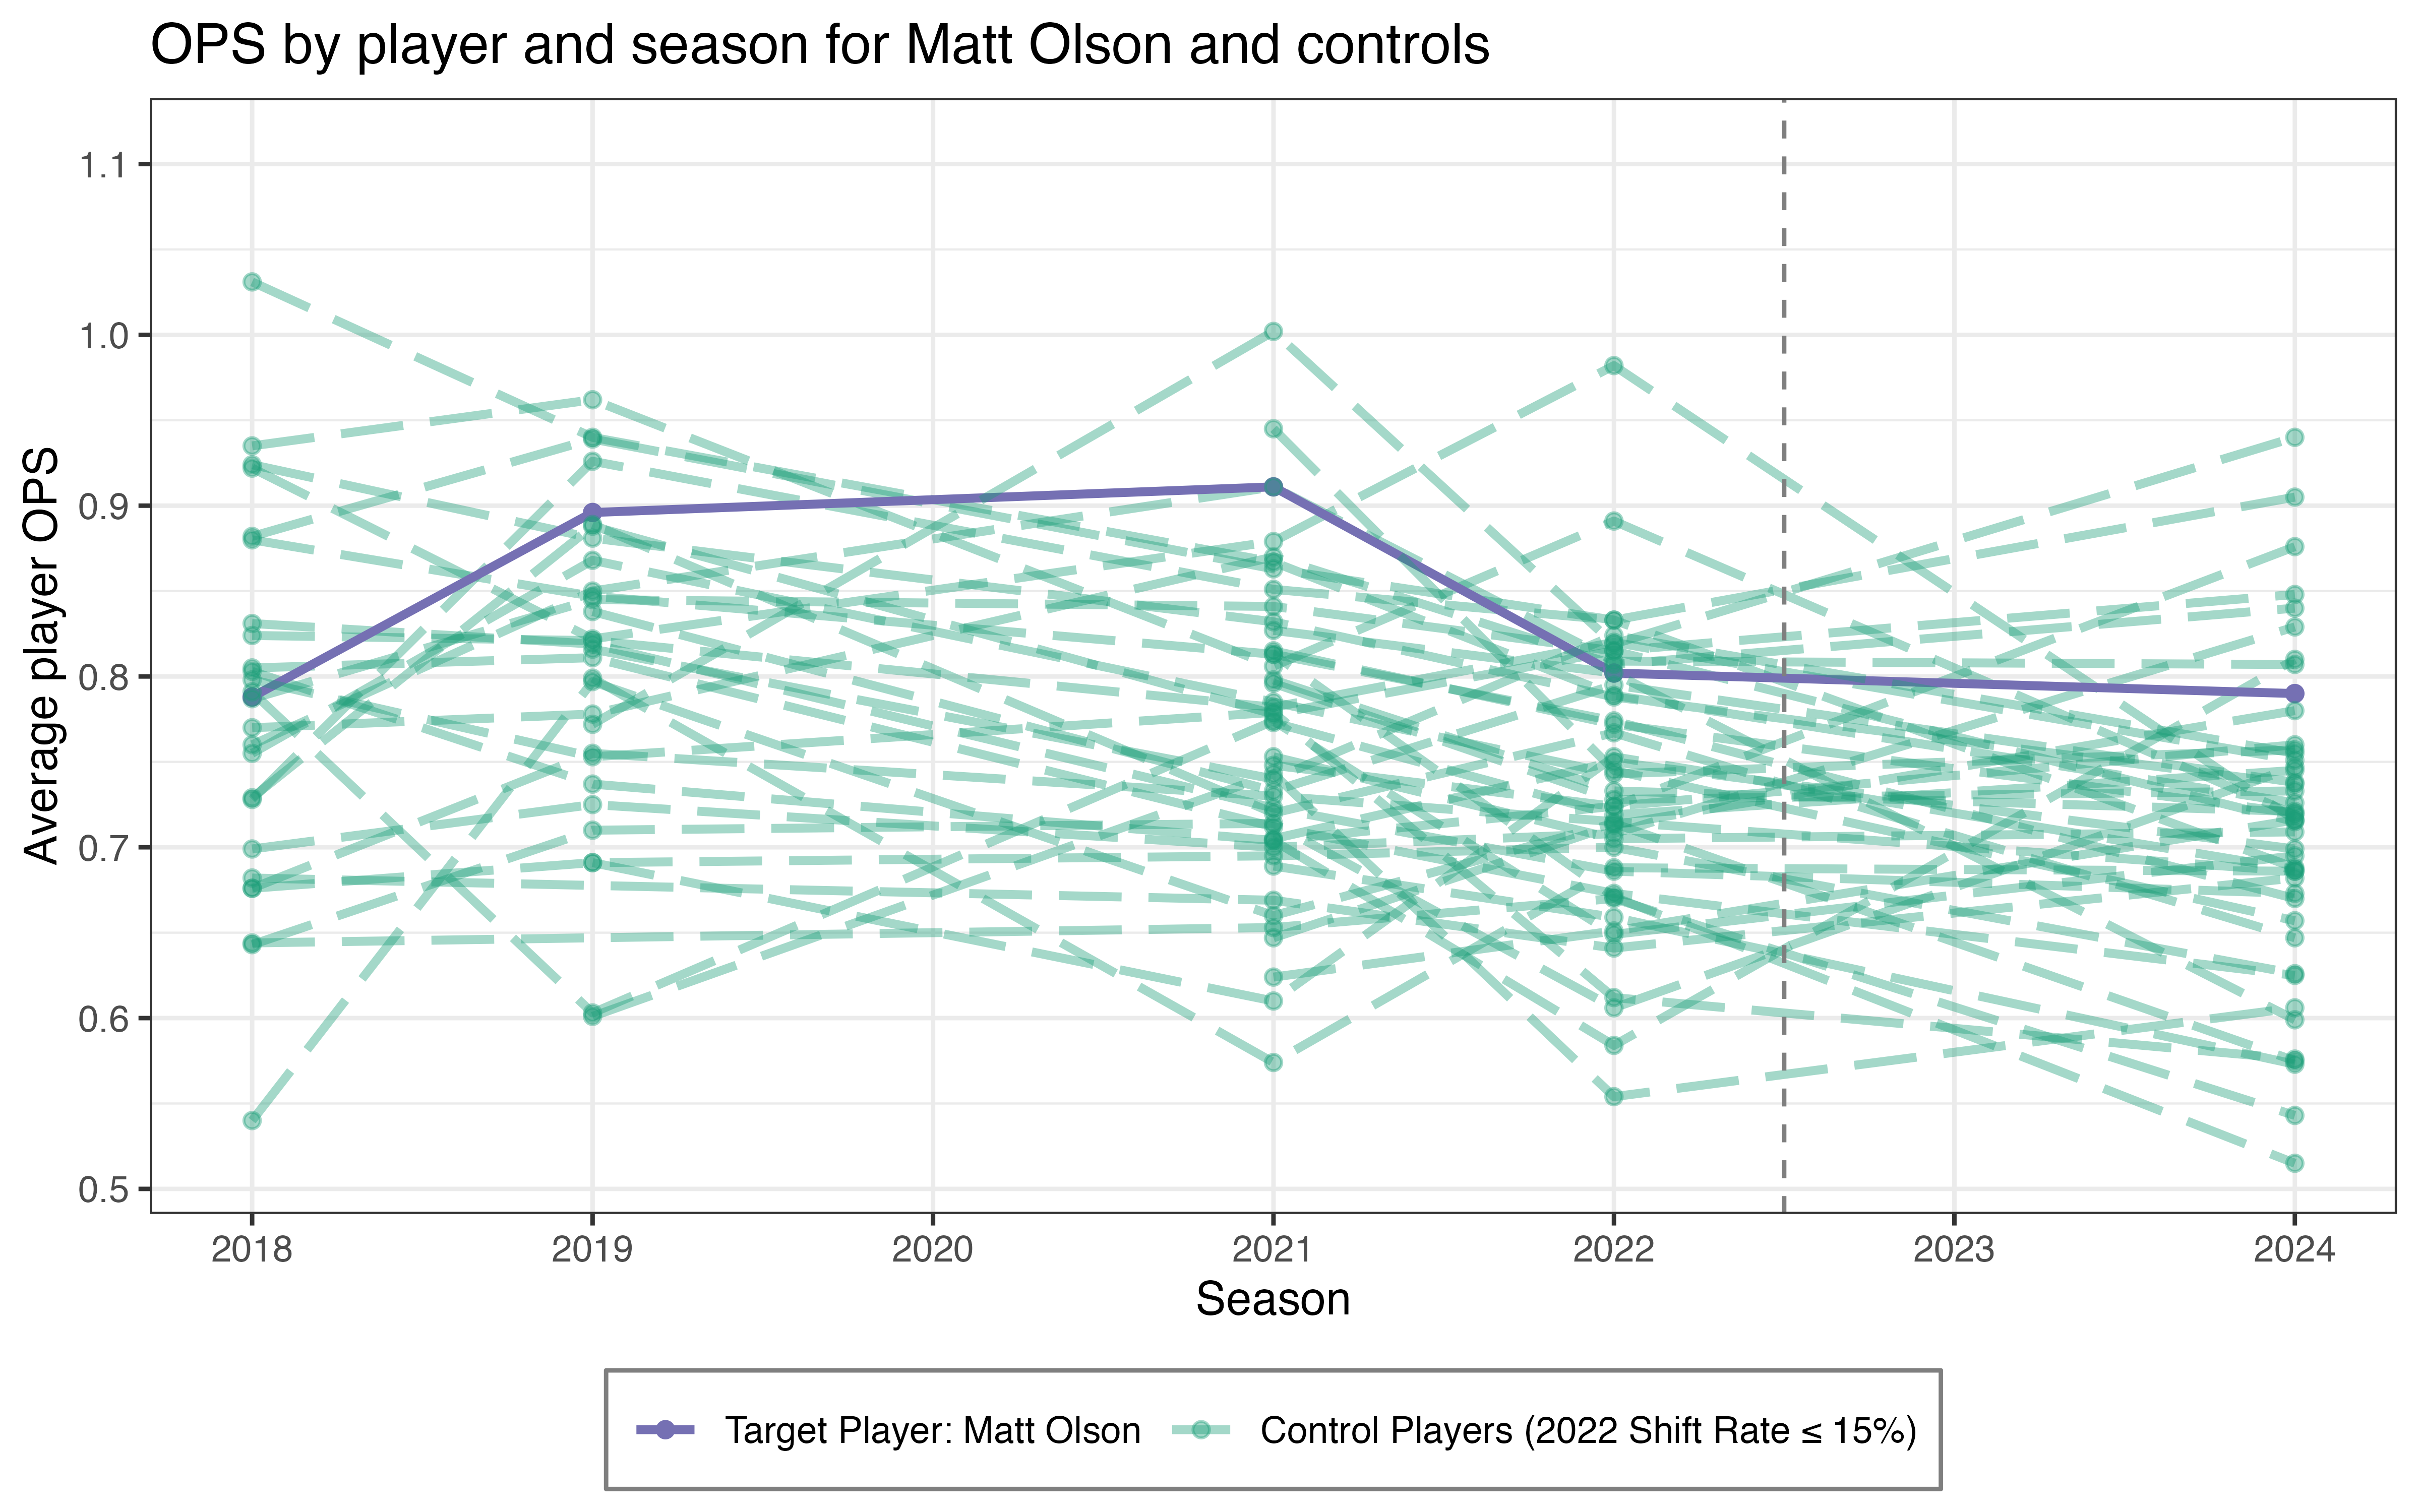 OPS by player and season for Matt Olson and controls
Average player OPS
1.1
1.0
0.9
0.8
0.7
0.6
0.5
2018 2019 2020 2021 2022 2023 2024
Season
Target Player: Matt Olson Control Players (2022 Shift Rate ≤ 15%)